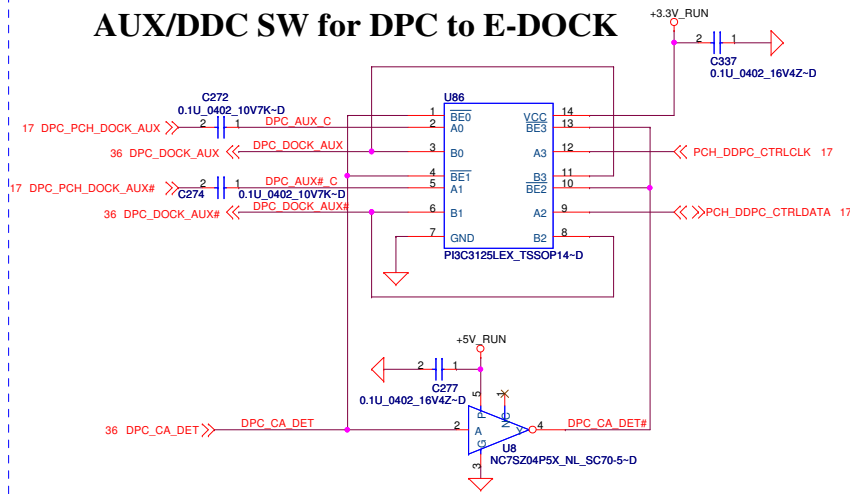 AUX/DDC SW for DPC to E-DOCK
+3.3V_RUN
2 1
C337
0.1U_0402_16V4Z~D
C272
0.1U_0402_10V7K~D
U86
17 DPC_PCH_DOCK_AUX 2 1 DPC_AUX_C
1 BE0 VCC 14
2 A0 BE3 13
36 DPC_DOCK_AUX DPC_DOCK_AUX 3 B0 A3 12 PCH_DDPC_CTRLCLK 17
4 BE1 B3 11
17 DPC_PCH_DOCK_AUX# 2 1 DPC_AUX#_C 5 A1 BE2 10
C274 0.1U_0402_10V7K~D
36 DPC_DOCK_AUX# DPC_DOCK_AUX# 6 B1 A2 9 PCH_DDPC_CTRLDATA 17
7 GND B2 8
PI3C3125LEX_TSSOP14~D
+5V_RUN
2 1
C277
0.1U_0402_16V4Z~D
5 P NC 1
36 DPC_CA_DET DPC_CA_DET 2 A Y 4 DPC_CA_DET#
G 3
U8
NC7SZ04P5X_NL_SC70-5~D